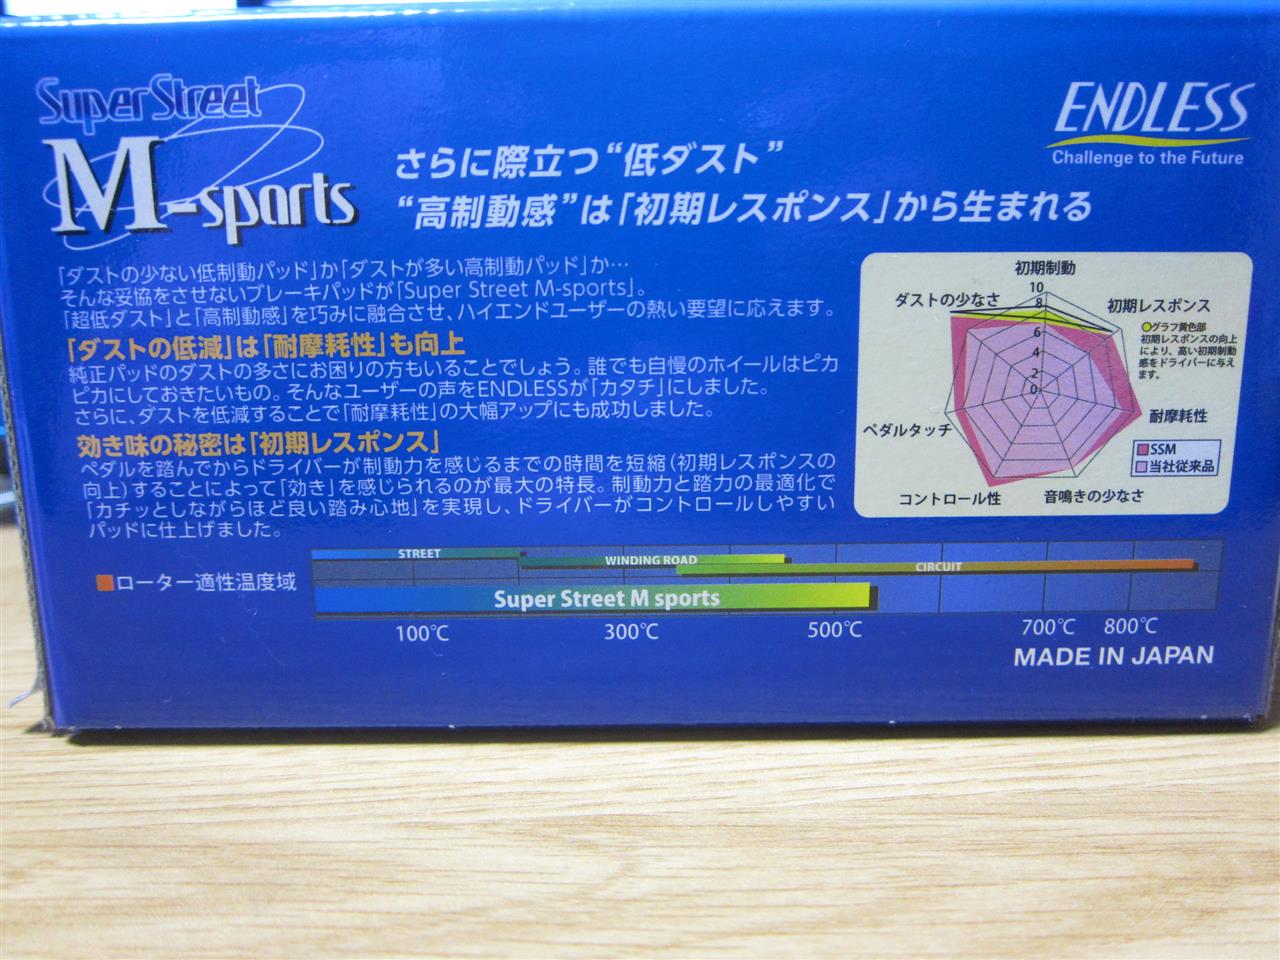 Super Street
M-sports
ENDLESS
Challenge to the Future
さらに際立つ“低ダスト”
“高制動感”は「初期レスポンス」から生まれる
「ダストの少ない低制動パッド」か「ダストが多い高制動パッド」か…
そんな妥協をさせないブレーキパッドが「Super Street M-sports」。
「超低ダスト」と「高制動感」を巧みに融合させ、ハイエンドユーザーの熱い要望に応えます。
「ダストの低減」は「耐摩耗性」も向上
純正パッドのダストの多さにお困りの方もいることでしょう。誰でも自慢のホイールはピカ
ピカにしておきたいもの。そんなユーザーの声をENDLESSが「カタチ」にしました。
さらに、ダストを低減することで「耐摩耗性」の大幅アップにも成功しました。
効き味の秘密は「初期レスポンス」
ペダルを踏んでからドライバーが制動力を感じるまでの時間を短縮(初期レスポンスの
向上)することによって「効き」を感じられるのが最大の特長。制動力と踏力の最適化で
「カチッとしながらほど良い踏み心地」を実現し、ドライバーがコントロールしやすい
パッドに仕上げました。
初期制動
10
8
6
4
2
0
ダストの少なさ
初期レスポンス
グラフ黄色部
初期レスポンスの向上
により、高い初期制動
感をドライバーに与え
ます。
耐摩耗性
ペダルタッチ
SSM
当社従来品
コントロール性
音鳴きの少なさ
ローター適性温度域
STREET
WINDING ROAD
CIRCUIT
Super Street M sports
100℃
300℃
500℃
700℃
800℃
MADE IN JAPAN